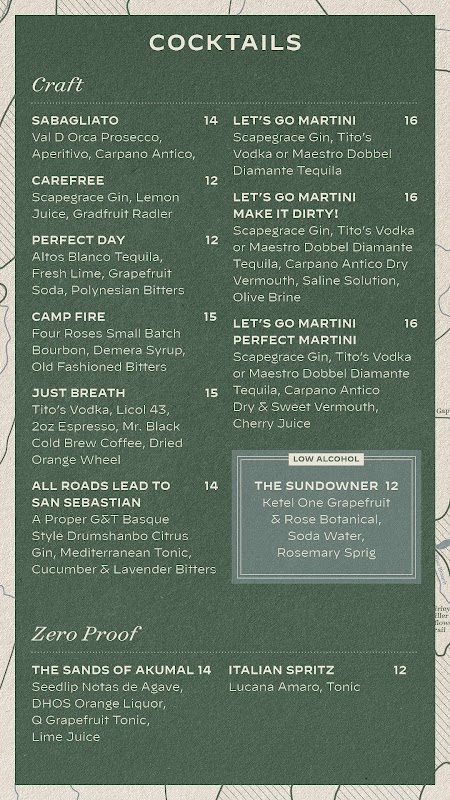 COCKTAILS
Craft
SABAGLIATO 14
Val D Orca Prosecco,
Aperitivo, Carpano Antico,
CAREFREE 12
Scapegrace Gin, Lemon
Juice, Gradfruit Radler
PERFECT DAY 12
Altos Blanco Tequila,
Fresh Lime, Grapefruit
Soda, Polynesian Bitters
CAMP FIRE 15
Four Roses Small Batch
Bourbon, Demera Syrup,
Old Fashioned Bitters
JUST BREATH 15
Tito's Vodka, Licol 43,
2oz Espresso, Mr. Black
Cold Brew Coffee, Dried
Orange Wheel
ALL ROADS LEAD TO 14
SAN SEBASTIAN
A Proper G&T Basque
Style Drumshanbo Citrus
Gin, Mediterranean Tonic,
Cucumber & Lavender Bitters
LET'S GO MARTINI 16
Scapegrace Gin, Tito's
Vodka or Maestro Dobbel
Diamante Tequila
LET'S GO MARTINI 16
MAKE IT DIRTY!
Scapegrace Gin, Tito's Vodka
or Maestro Dobbel Diamante
Tequila, Carpano Antico Dry
Vermouth, Saline Solution,
Olive Brine
LET'S GO MARTINI 16
PERFECT MARTINI
Scapegrace Gin, Tito's Vodka
or Maestro Dobbel Diamante
Tequila, Carpano Antico
Dry & Sweet Vermouth,
Cherry Juice
LOW ALCOHOL
THE SUNDOWNER 12
Ketel One Grapefruit
& Rose Botanical,
Soda Water,
Rosemary Sprig
Zero Proof
THE SANDS OF AKUMAL 14
Seedlip Notas de Agave,
DHOS Orange Liquor,
Q Grapefruit Tonic,
Lime Juice
ITALIAN SPRITZ 12
Lucana Amaro, Tonic
Gap